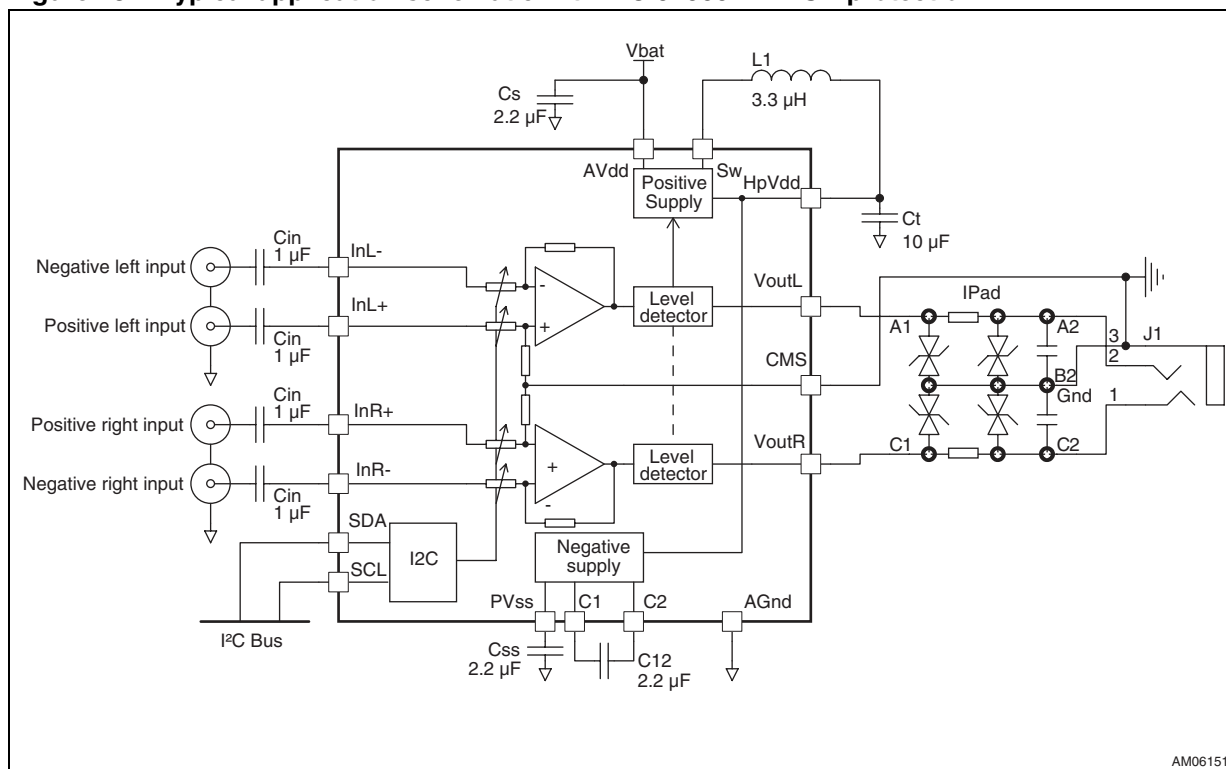 Vbat
L1
3.3 µH
Cs
2.2 µF
AVdd
Sw
Positive
Supply
HpVdd
Ct
10 µF
Cin
1 µF
InL-
Negative left input
VoutL
Level
detector
IPad
Cin
1 µF
InL+
Positive left input
-
+
A1
A2
3
J1
2
CMS
B2
Gnd
1
Cin
1 µF
InR+
Positive right input
VoutR
Level
detector
C1
C2
+
-
InR-
Negative right input
Cin
1 µF
SDA
I2C
SCL
Negative
supply
PVss
C1
C2
AGnd
I²C Bus
Css
2.2 µF
C12
2.2 µF
AM06151